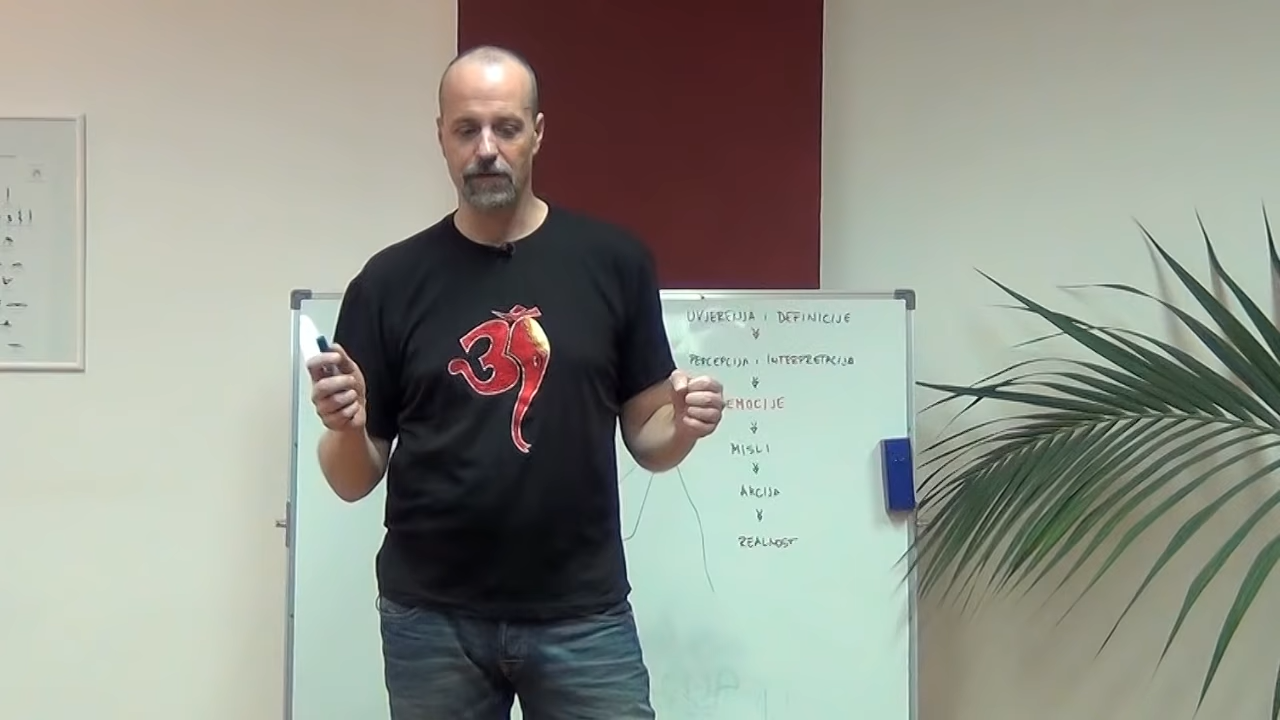 UVJERENJA I DEFINICIJE
PERCEPCIJA I INTERPRETACIJA
EMOCIJE
MISLI
AKCIJA
REALNOST